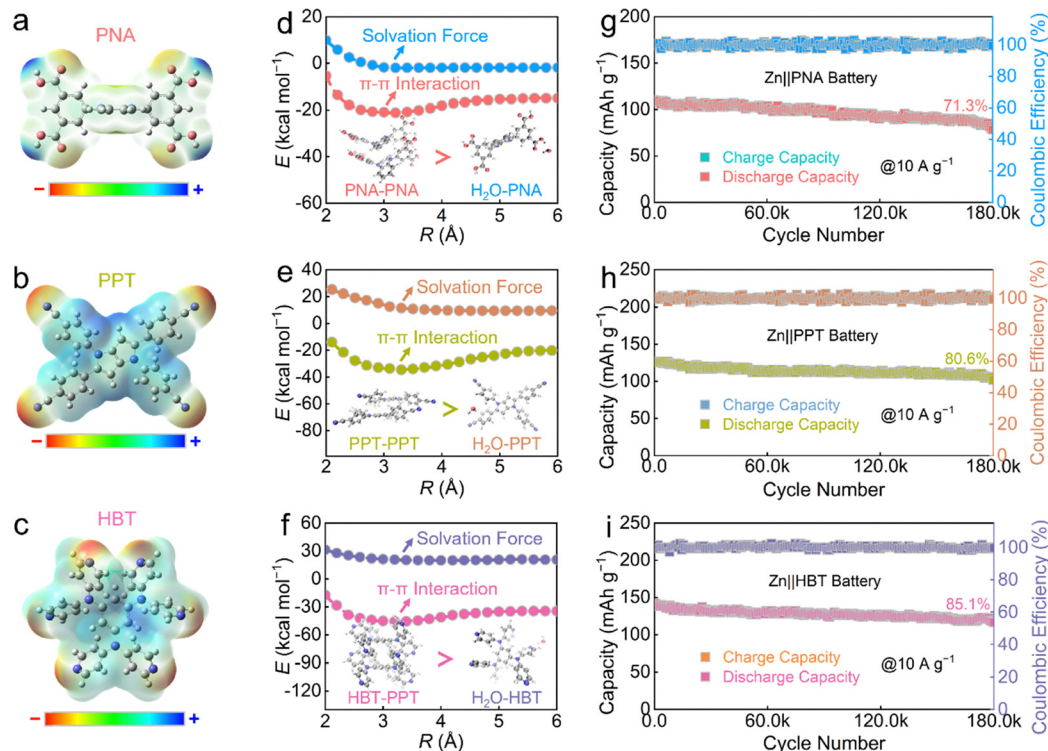 a
PNA
− +
b
PPT
− +
c
HBT
− +
d
20
0
-20
-40
-60
E (kcal mol⁻¹)
Solvation Force
π-π Interaction
>
PNA-PNA
H₂O-PNA
2 3 4 5 6
R (Å)
e
40
20
0
-20
-40
-60
-80
E (kcal mol⁻¹)
Solvation Force
π-π Interaction
>
PPT-PPT
H₂O-PPT
2 3 4 5 6
R (Å)
f
60
30
0
-30
-60
-90
-120
E (kcal mol⁻¹)
Solvation Force
π-π Interaction
>
HBT-PPT
H₂O-HBT
2 3 4 5 6
R (Å)
g
200
150
100
50
0
Capacity (mAh g⁻¹)
Zn||PNA Battery
71.3%
Charge Capacity
Discharge Capacity
@10 A g⁻¹
0.0 60.0k 120.0k 180.0k
Cycle Number
100
80
60
40
20
0
Coulombic Efficiency (%)
h
250
200
150
100
50
0
Capacity (mAh g⁻¹)
Zn||PPT Battery
80.6%
Charge Capacity
Discharge Capacity
@10 A g⁻¹
0.0 60.0k 120.0k 180.0k
Cycle Number
100
80
60
40
20
0
Coulombic Efficiency (%)
i
250
200
150
100
50
0
Capacity (mAh g⁻¹)
Zn||HBT Battery
85.1%
Charge Capacity
Discharge Capacity
@10 A g⁻¹
0.0 60.0k 120.0k 180.0k
Cycle Number
100
80
60
40
20
0
Coulombic Efficiency (%)